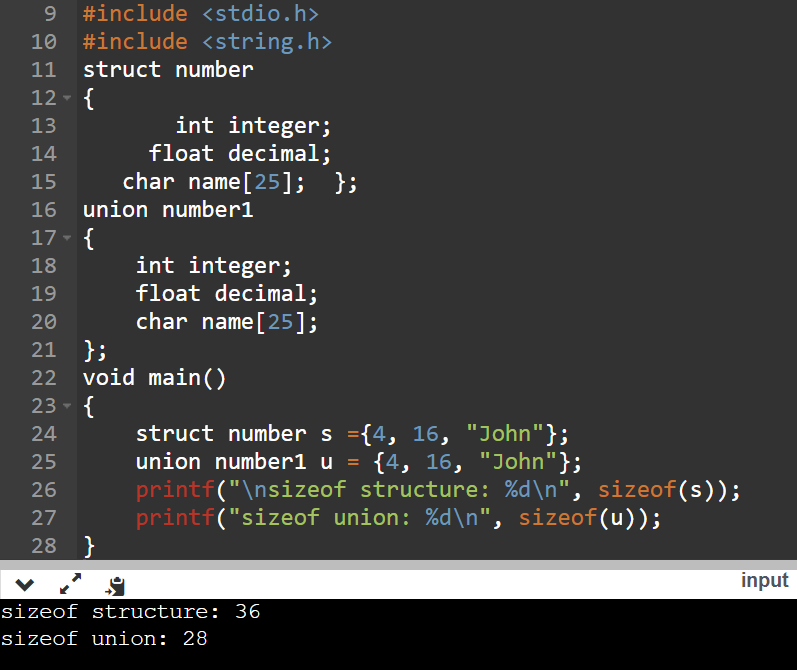 9 #include <stdio.h>
10 #include <string.h>
11 struct number
12 {
13 int integer;
14 float decimal;
15 char name[25]; };
16 union number1
17 {
18 int integer;
19 float decimal;
20 char name[25];
21 };
22 void main()
23 {
24 struct number s ={4, 16, "John"};
25 union number1 u = {4, 16, "John"};
26 printf("\nsizeof structure: %d\n", sizeof(s));
27 printf("sizeof union: %d\n", sizeof(u));
28 }
input
sizeof structure: 36
sizeof union: 28